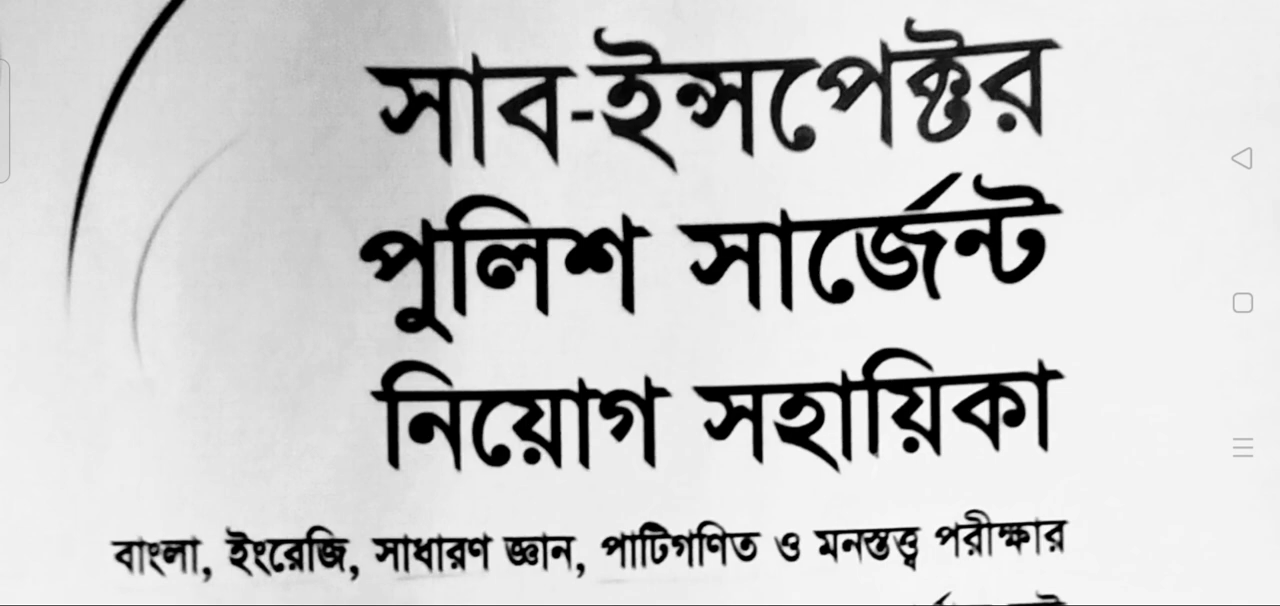 সাব-ইন্সপেক্টর
পুলিশ সার্জেন্ট
নিয়োগ সহায়িকা
বাংলা, ইংরেজি, সাধারণ জ্ঞান, পাটিগণিত ও মনস্তত্ত্ব পরীক্ষার